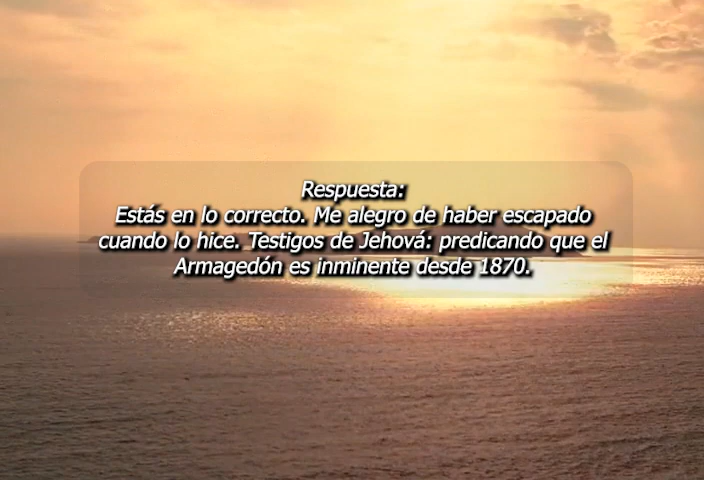 Respuesta:
Estás en lo correcto. Me alegro de haber escapado
cuando lo hice. Testigos de Jehová: predicando que el
Armagedón es inminente desde 1870.